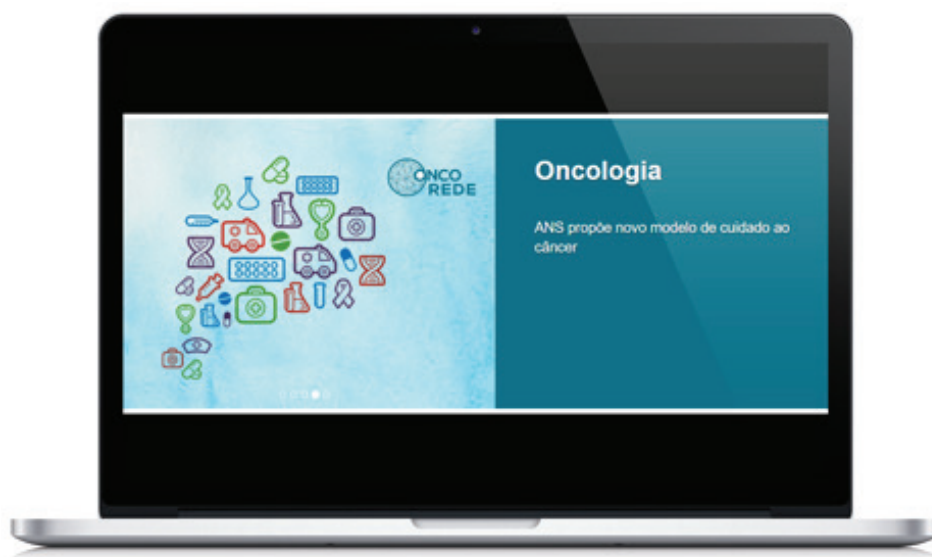 ONCO
REDE
Oncologia
ANS propõe novo modelo de cuidado ao
câncer